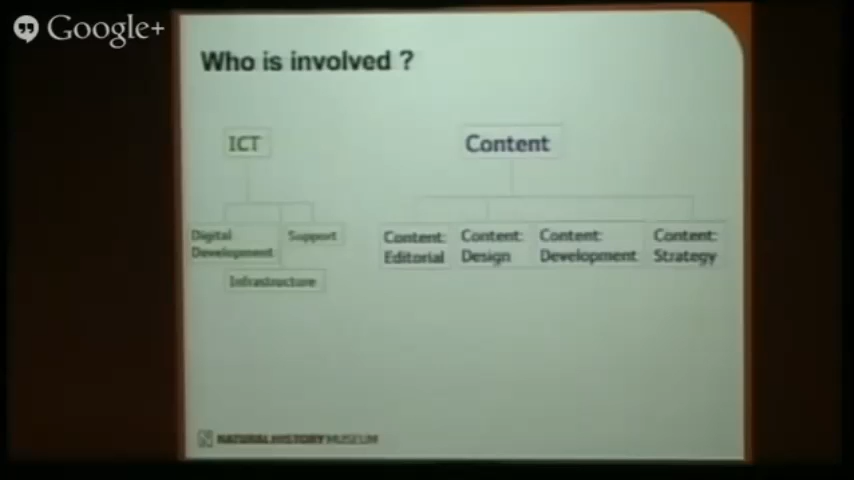 Google+
Who is involved ?
ICT
Content
Digital
Development
Support
Infrastructure
Content:
Editorial
Content:
Design
Content:
Development
Content:
Strategy
NATURAL HISTORY MUSEUM